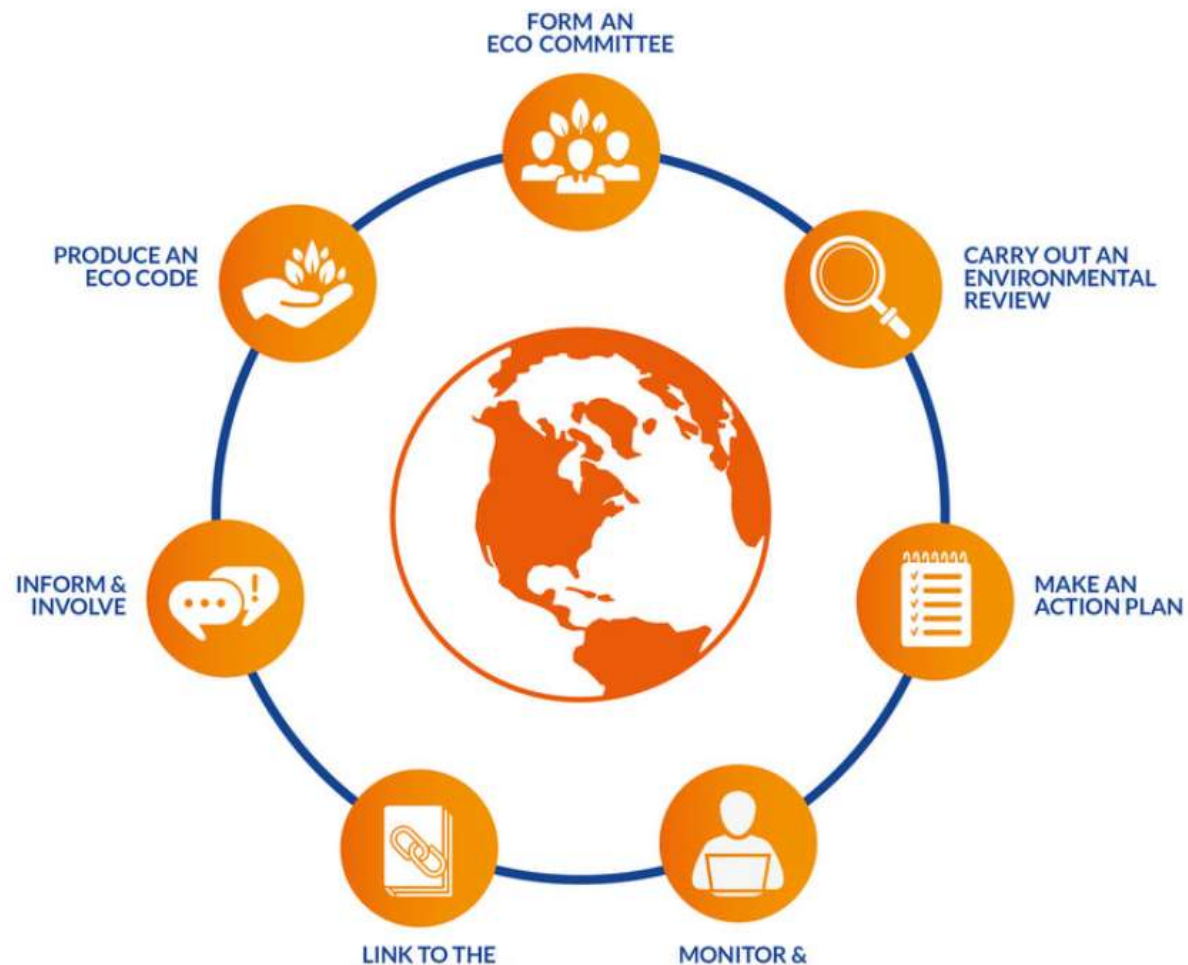 FORM AN
ECO COMMITTEE
CARRY OUT AN
ENVIRONMENTAL
REVIEW
MAKE AN
ACTION PLAN
MONITOR &
LINK TO THE
INFORM &
INVOLVE
PRODUCE AN
ECO CODE